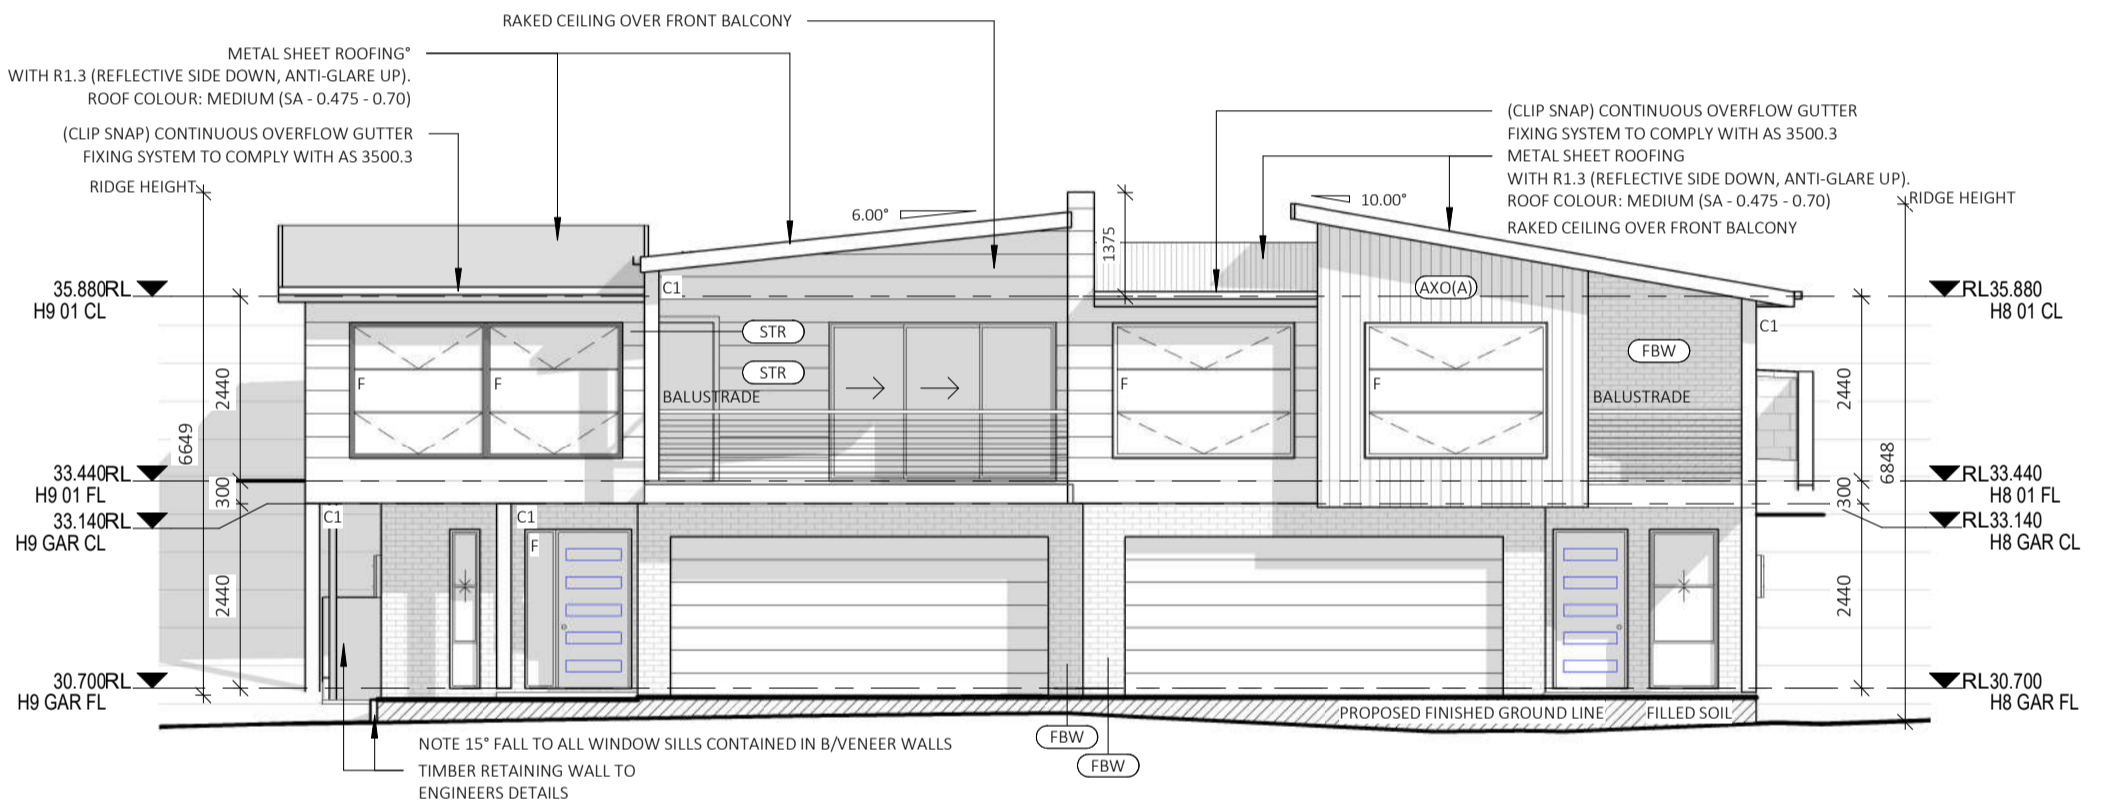 RAKED CEILING OVER FRONT BALCONY
METAL SHEET ROOFING°
WITH R1.3 (REFLECTIVE SIDE DOWN, ANTI-GLARE UP).
ROOF COLOUR: MEDIUM (SA - 0.475 - 0.70)
(CLIP SNAP) CONTINUOUS OVERFLOW GUTTER
FIXING SYSTEM TO COMPLY WITH AS 3500.3
RIDGE HEIGHT
(CLIP SNAP) CONTINUOUS OVERFLOW GUTTER
FIXING SYSTEM TO COMPLY WITH AS 3500.3
METAL SHEET ROOFING
WITH R1.3 (REFLECTIVE SIDE DOWN, ANTI-GLARE UP).
ROOF COLOUR: MEDIUM (SA - 0.475 - 0.70)
RAKED CEILING OVER FRONT BALCONY
RIDGE HEIGHT
6.00°
10.00°
1375
35.880RL
H9 01 CL
C1
AXO(A)
RL35.880
H8 01 CL
C1
STR
FBW
STR
F
F
F
F
BALUSTRADE
BALUSTRADE
2440
2440
6649
6848
33.440RL
H9 01 FL
300
RL33.440
H8 01 FL
300
33.140RL
H9 GAR CL
C1
C1
F
RL33.140
H8 GAR CL
2440
2440
30.700RL
H9 GAR FL
RL30.700
H8 GAR FL
PROPOSED FINISHED GROUND LINE
FILLED SOIL
FBW
FBW
NOTE 15° FALL TO ALL WINDOW SILLS CONTAINED IN B/VENEER WALLS
TIMBER RETAINING WALL TO
ENGINEERS DETAILS